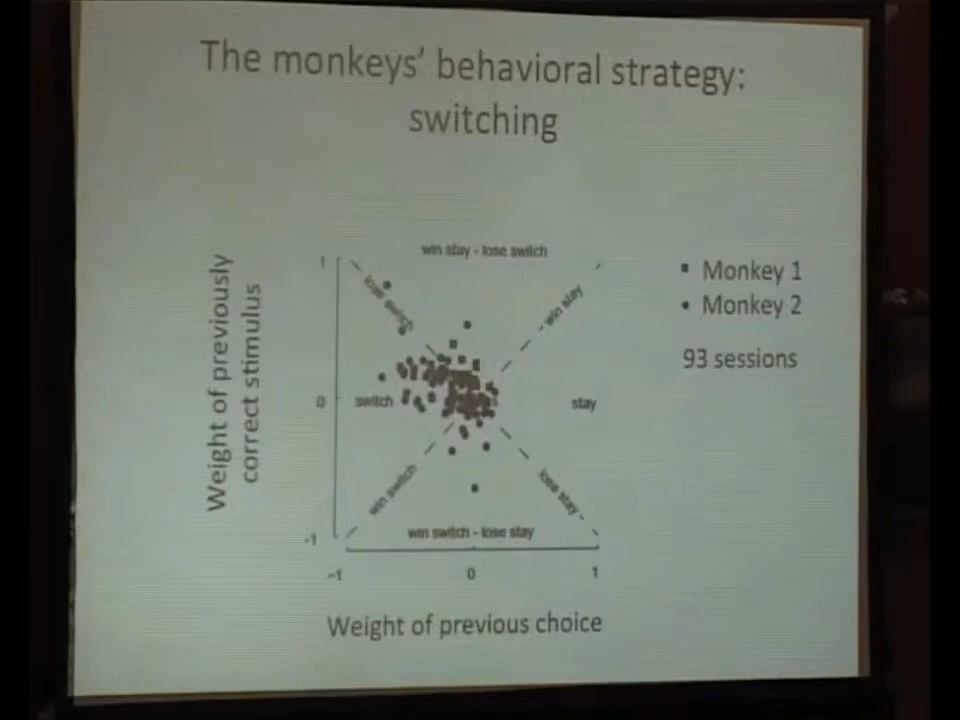 The monkeys' behavioral strategy:
switching
win stay - lose switch
lose switch
win stay
switch
stay
win switch
lose stay
win switch - lose stay
1
0
-1
-1
0
1
Weight of previously
correct stimulus
Weight of previous choice
▪ Monkey 1
• Monkey 2
93 sessions